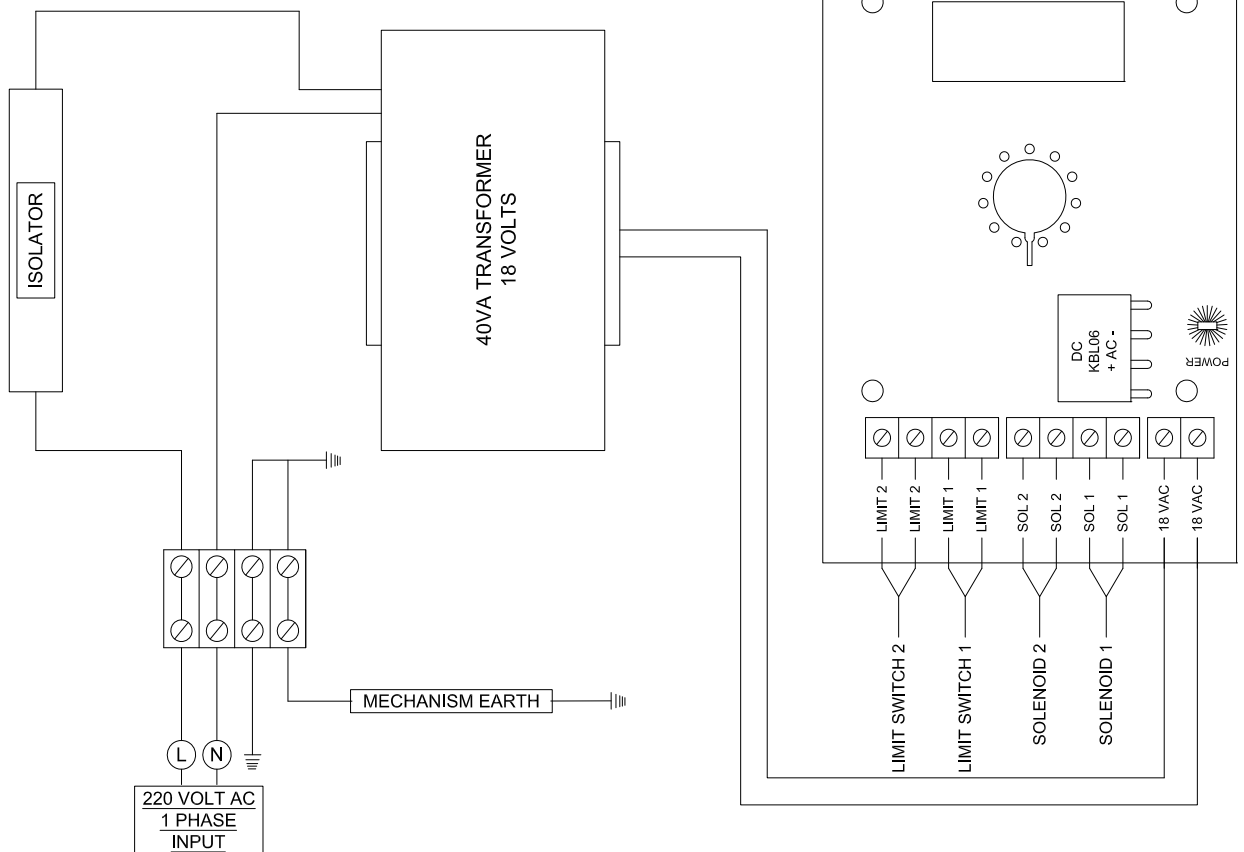 ISOLATOR
40VA TRANSFORMER
18 VOLTS
DC
KBL06
+ AC -
POWER
LIMIT 2
LIMIT 2
LIMIT 1
LIMIT 1
SOL 2
SOL 2
SOL 1
SOL 1
18 VAC
18 VAC
LIMIT SWITCH 2
LIMIT SWITCH 1
SOLENOID 2
SOLENOID 1
MECHANISM EARTH
L
N
220 VOLT AC
1 PHASE
INPUT